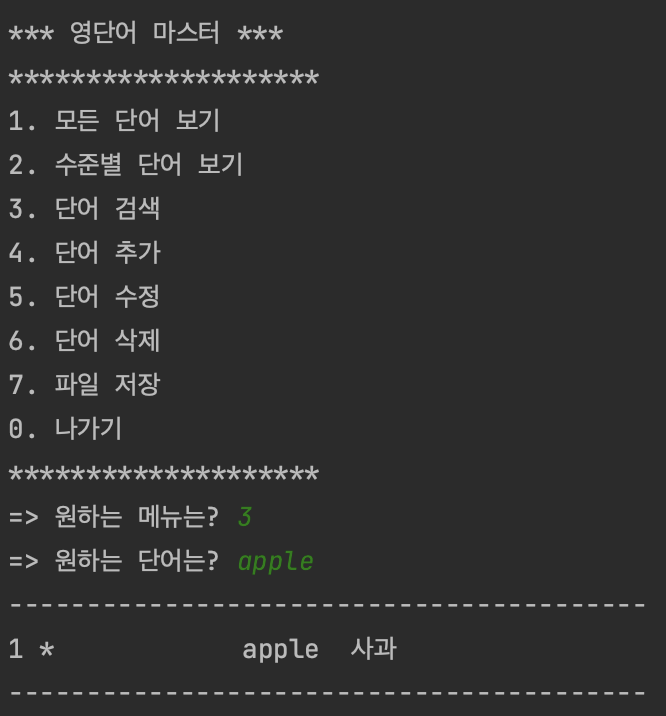 *** 영단어 마스터 ***
********************
1. 모든 단어 보기
2. 수준별 단어 보기
3. 단어 검색
4. 단어 추가
5. 단어 수정
6. 단어 삭제
7. 파일 저장
0. 나가기
********************
=> 원하는 메뉴는? 3
=> 원하는 단어는? apple
-----------------------------------------
1 *            apple  사과
-----------------------------------------